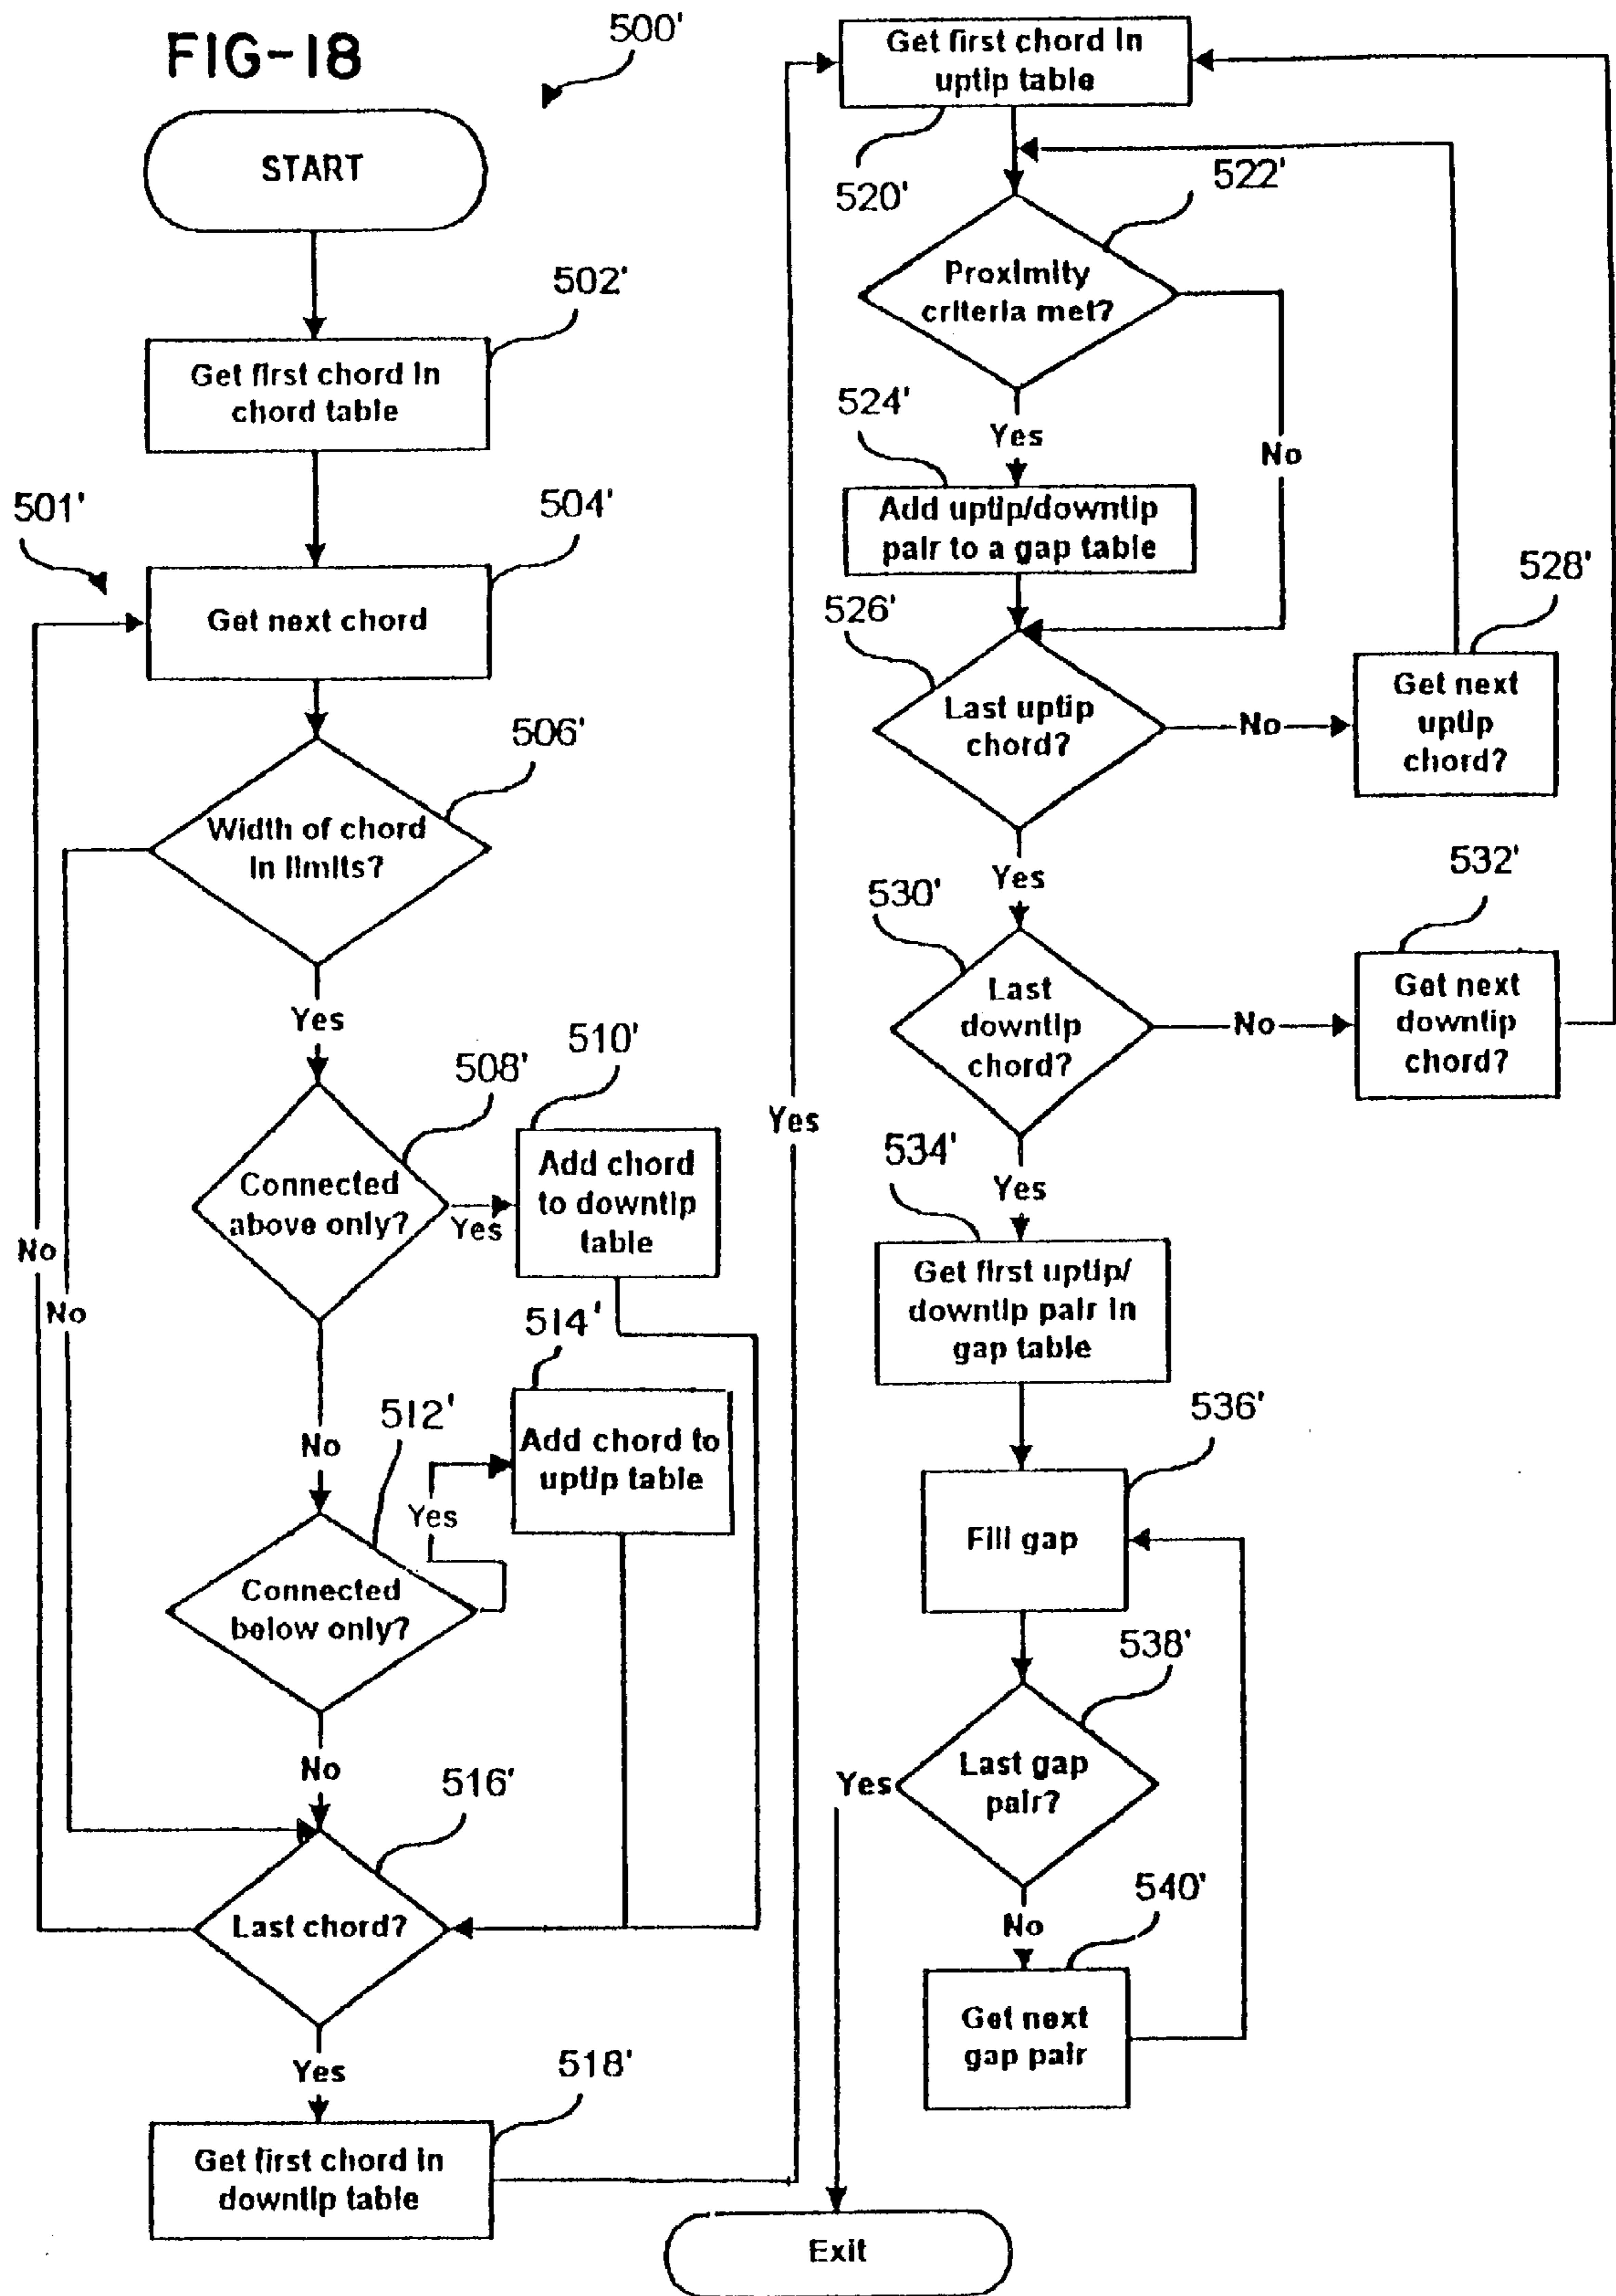 FIG-18
500'
START
502'
Get first chord in
chord table
501'
504'
Get next chord
506'
Width of chord
in limits?
Yes
No
No
508'
Connected
above only?
Yes
510'
Add chord
to downtip
table
No
512'
Connected
below only?
Yes
514'
Add chord to
uptip table
No
516'
Last chord?
Yes
518'
Get first chord in
downtip table
Yes
Get first chord in
uptip table
520'
522'
Proximity
criteria met?
No
524'
Yes
Add uptip/downtip
pair to a gap table
526'
Last uptip
chord?
No
528'
Get next
uptip
chord?
Yes
530'
Last
downtip
chord?
No
532'
Get next
downtip
chord?
534'
Yes
Get first uptip/
downtip pair in
gap table
536'
Fill gap
538'
Last gap
pair?
Yes
540'
No
Get next
gap pair
Exit